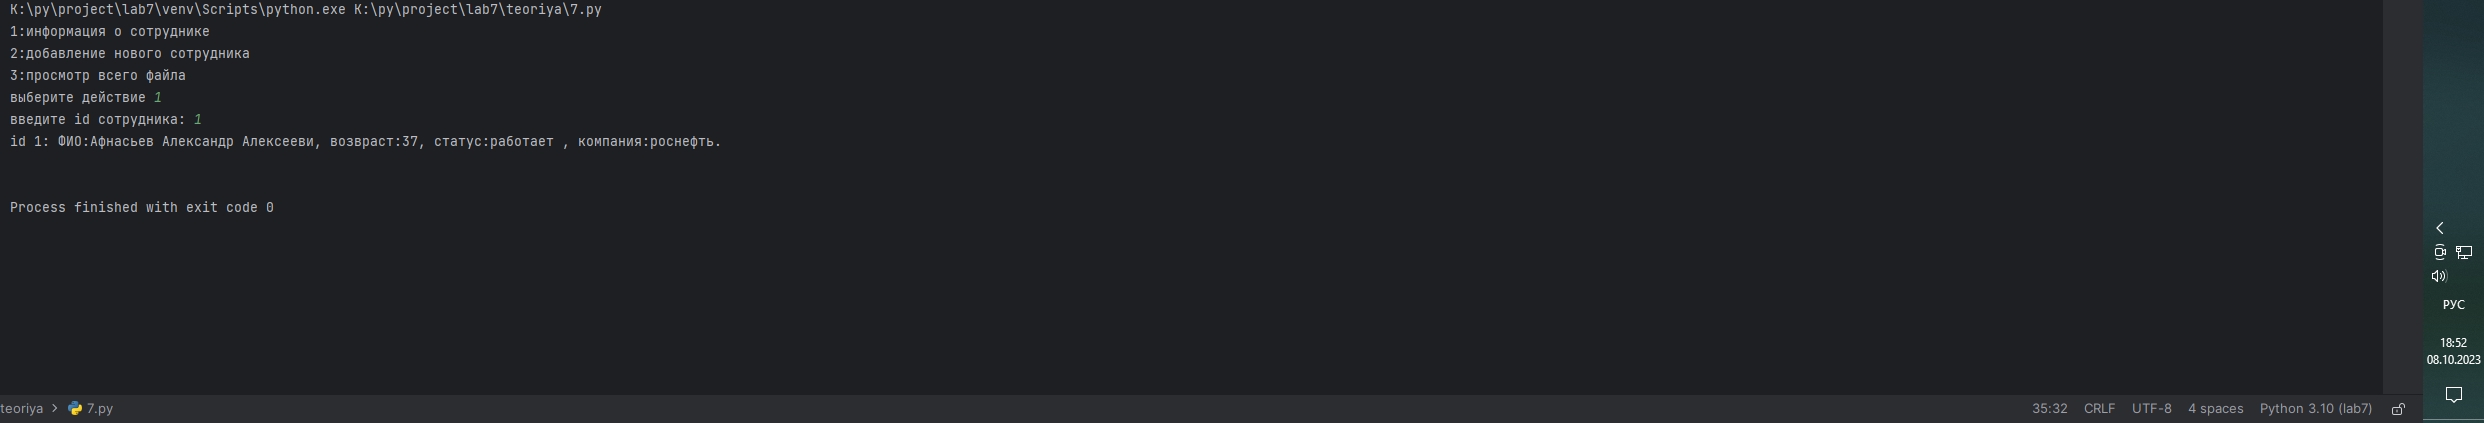 K:\py\project\lab7\venv\Scripts\python.exe K:\py\project\lab7\teoriya\7.py
1:информация о сотруднике
2:добавление нового сотрудника
3:просмотр всего файла
выберите действие 1
введите id сотрудника: 1
id 1: ФИО:Афнасьев Александр Алексееви, возвраст:37, статус:работает , компания:роснефть.
Process finished with exit code 0
РУС
18:52
08.10.2023
teoriya > 7.py
35:32 CRLF UTF-8 4 spaces Python 3.10 (lab7)